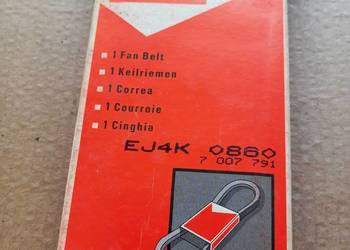 1 Fan Belt
1 Keilriemen
1 Correa
1 Courroie
1 Cinghia
EJ4K 0860
7 007 791